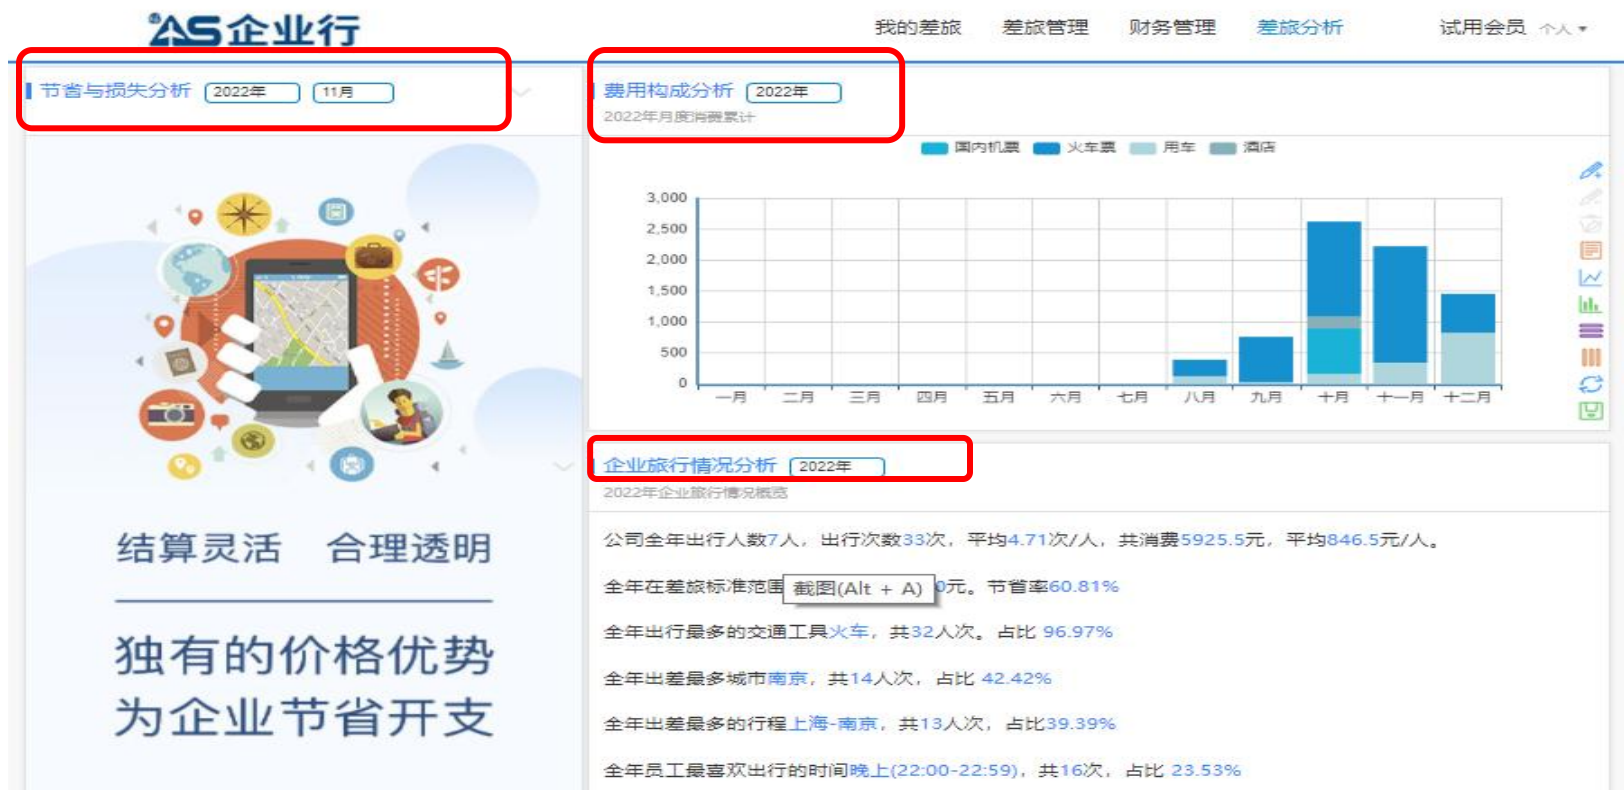 AS企业行
我的差旅 差旅管理 财务管理 差旅分析 试用会员 个人
节省与损失分析 2022年 11月
结算灵活 合理透明
独有的价格优势
为企业节省开支
费用构成分析 2022年
2022年月度消费累计
国内机票 火车票 用车 酒店
3,000
2,500
2,000
1,500
1,000
500
0
一月 二月 三月 四月 五月 六月 七月 八月 九月 十月 十一月 十二月
企业旅行情况分析 2022年
2022年企业旅行情况概览
公司全年出行人数7人，出行次数33次，平均4.71次/人，共消费5925.5元，平均846.5元/人。
全年在差旅标准范围 截图(Alt + A) 0元。节省率60.81%
全年出行最多的交通工具火车，共32人次。占比 96.97%
全年出差最多城市南京，共14人次，占比 42.42%
全年出差最多的行程上海-南京，共13人次，占比39.39%
全年员工最喜欢出行的时间晚上(22:00-22:59)，共16次，占比 23.53%